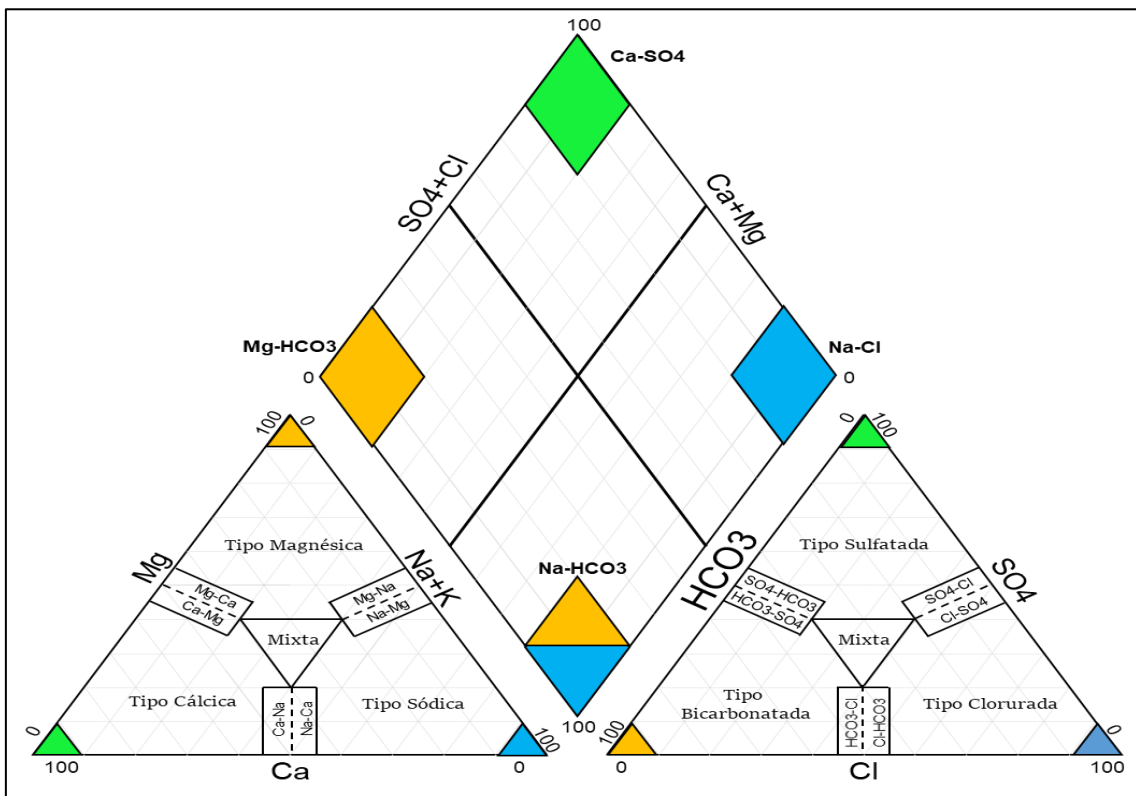 100
Ca-SO4
SO4+Cl
Ca+Mg
Mg-HCO3
0
Na-Cl
0
100
0
Mg
Na+K
Tipo Magnésica
Mg-Ca
Ca-Mg
Mg-Na
Na-Mg
Mixta
Tipo Cálcica
Tipo Sódica
Ca-Na
Na-Ca
0
100
Ca
0
100
Na-HCO3
100
0
100
HCO3
SO4
Tipo Sulfatada
SO4-HCO3
HCO3-SO4
SO4-Cl
Cl-SO4
Mixta
Tipo
Bicarbonatada
Tipo Clorurada
HCO3-Cl
Cl-HCO3
100
0
Cl
0
100